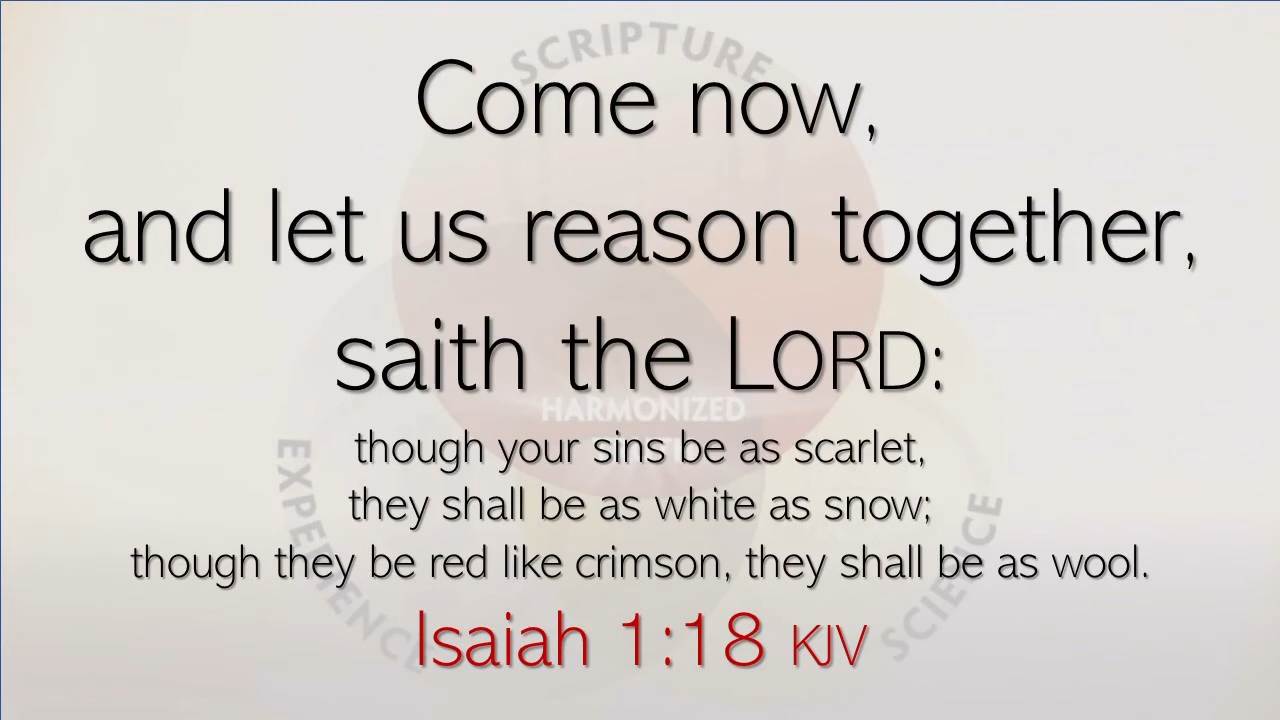 SCRIPTURE
Come now,
and let us reason together,
saith the LORD:
HARMONIZED
though your sins be as scarlet,
they shall be as white as snow;
though they be red like crimson, they shall be as wool.
EXPERIENCE
SCIENCE
Isaiah 1:18 KJV